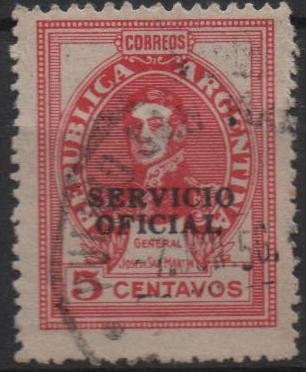 CORREOS
REPUBLICA ARGENTINA
SERVICIO
OFICIAL
GENERAL
JOSE DE SAN MARTIN
5 CENTAVOS